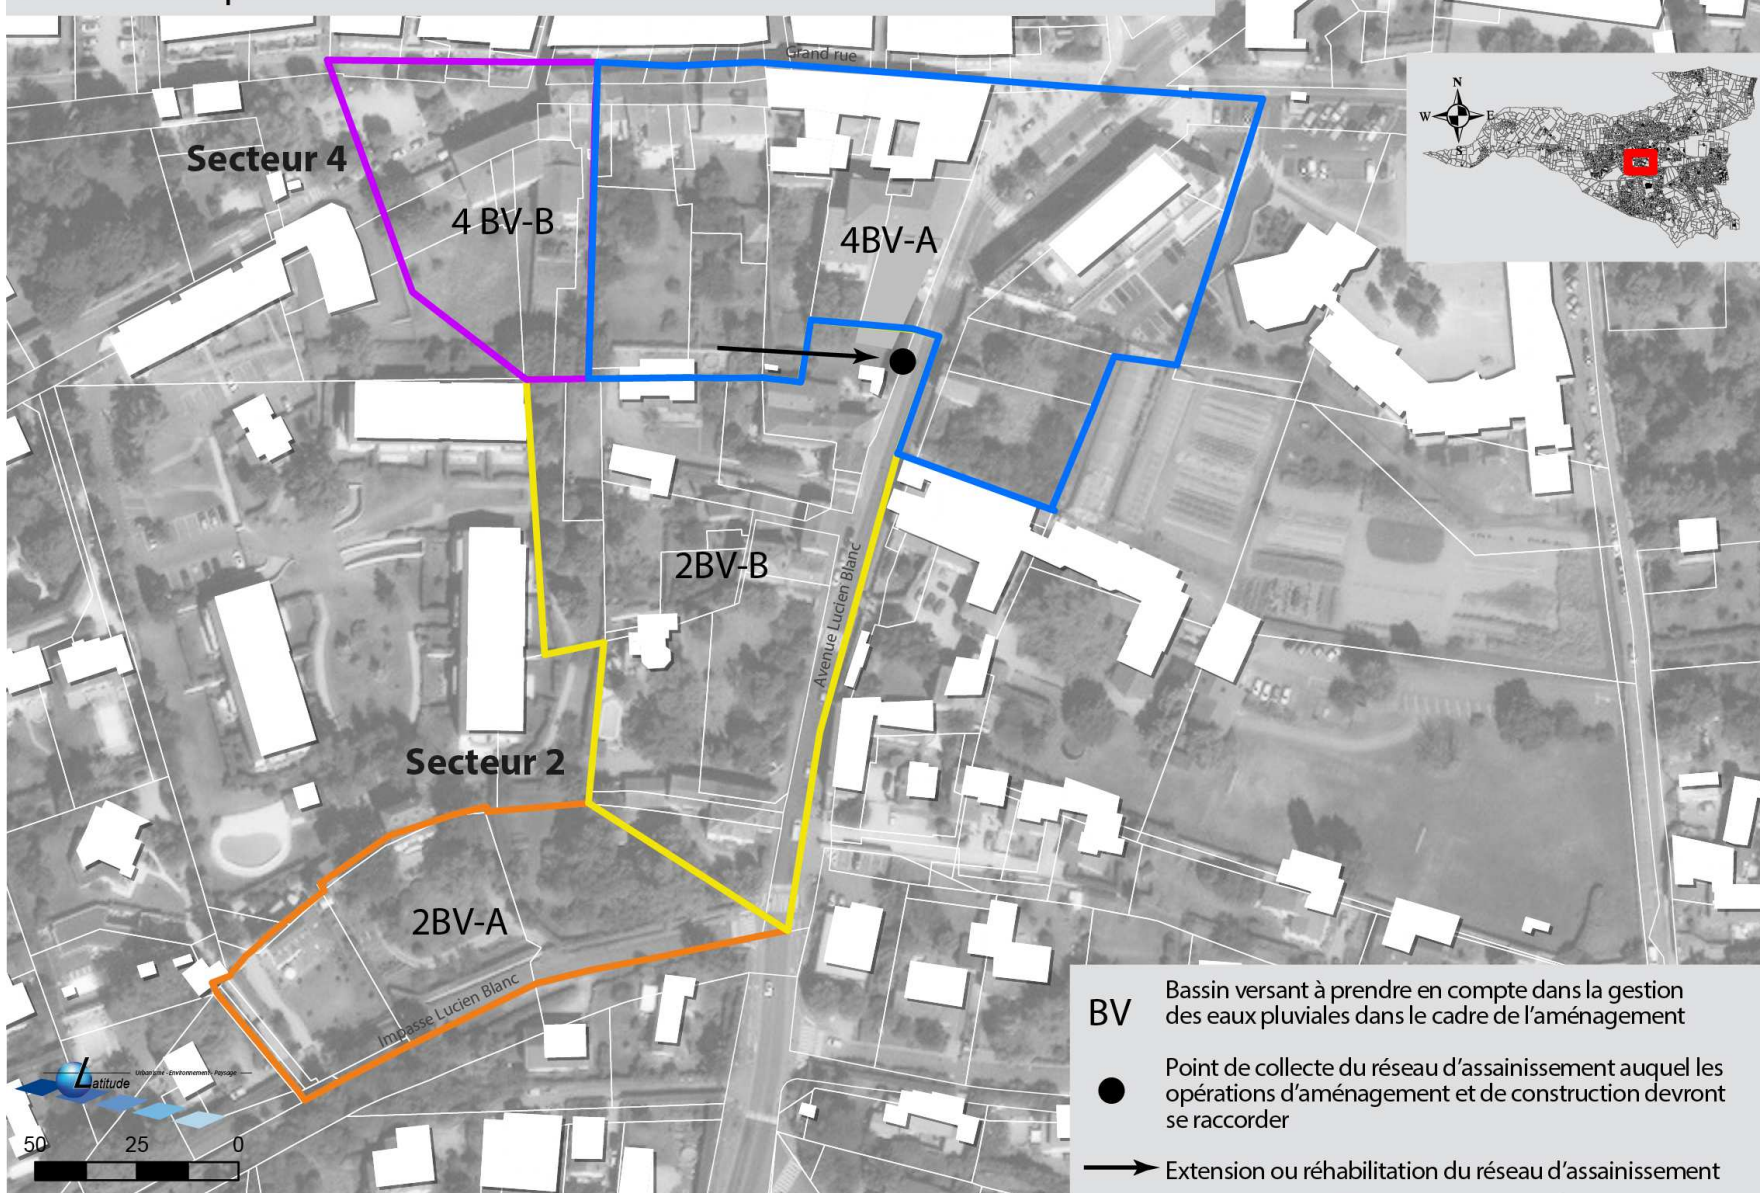 Grand rue
N
W E
S
Secteur 4
4 BV-B
4BV-A
2BV-B
Avenue Lucien Blanc
Secteur 2
2BV-A
Impasse Lucien Blanc
BV
Bassin versant à prendre en compte dans la gestion
des eaux pluviales dans le cadre de l'aménagement
Point de collecte du réseau d'assainissement auquel les
opérations d'aménagement et de construction devront
se raccorder
Extension ou réhabilitation du réseau d'assainissement
Latitude
Urbanisme - Environnement - Paysage
50 25 0